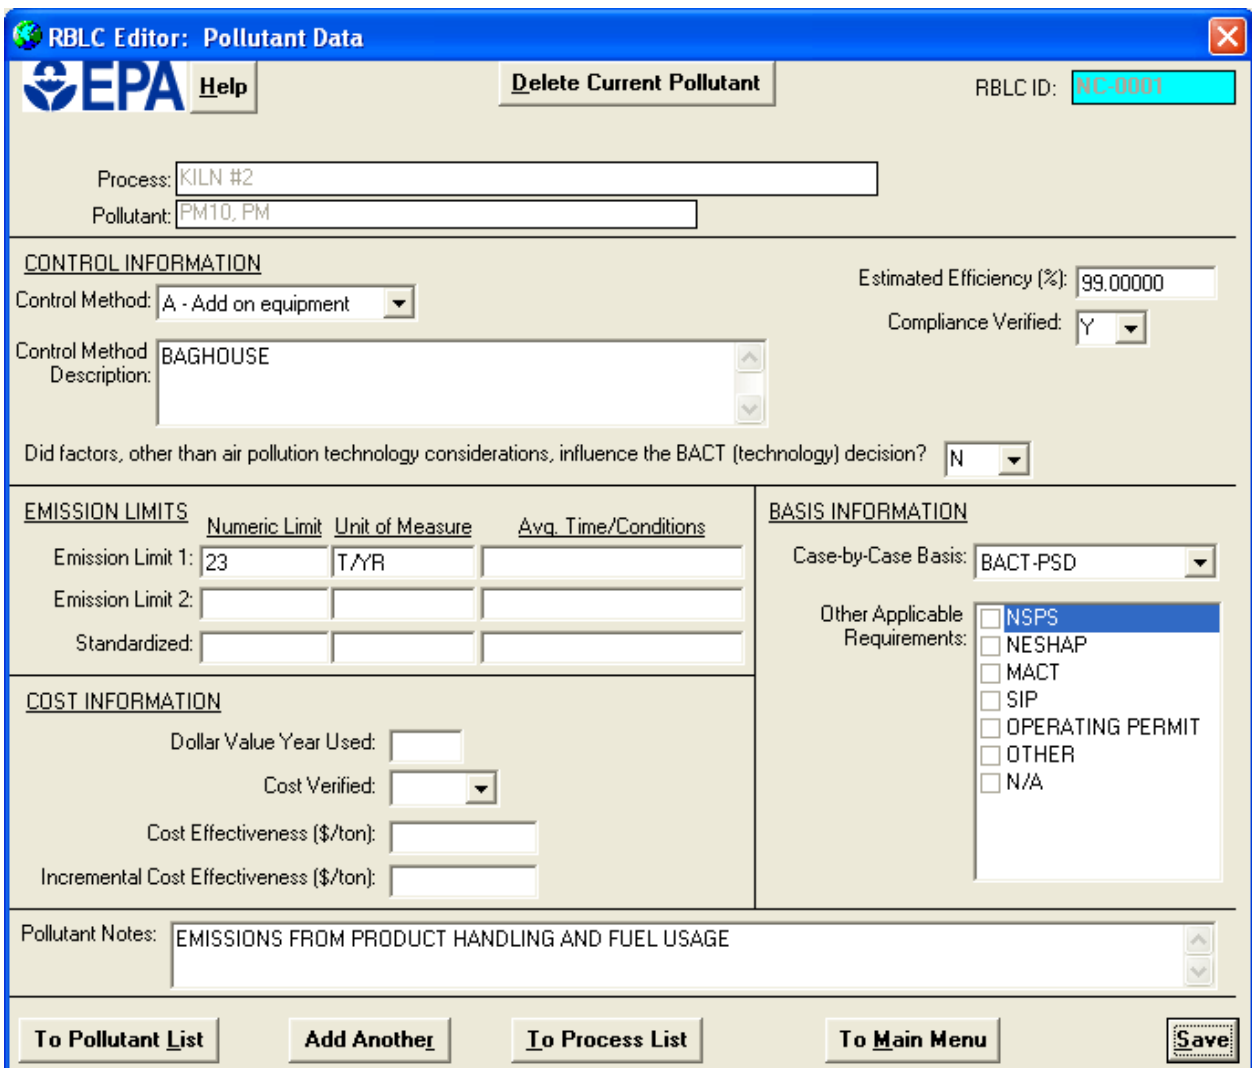 RBLC Editor: Pollutant Data
EPA Help Delete Current Pollutant RBLC ID: NC-0001
Process: KILN #2
Pollutant: PM10, PM
CONTROL INFORMATION
Estimated Efficiency (%): 99.00000
Control Method: A - Add on equipment
Compliance Verified: Y
Control Method Description: BAGHOUSE
Did factors, other than air pollution technology considerations, influence the BACT (technology) decision? N
EMISSION LIMITS
Numeric Limit Unit of Measure Avg. Time/Conditions
Emission Limit 1: 23 T/YR
Emission Limit 2:
Standardized:
BASIS INFORMATION
Case-by-Case Basis: BACT-PSD
Other Applicable
Requirements:
NSPS
NESHAP
MACT
SIP
OPERATING PERMIT
OTHER
N/A
COST INFORMATION
Dollar Value Year Used:
Cost Verified:
Cost Effectiveness ($/ton):
Incremental Cost Effectiveness ($/ton):
Pollutant Notes: EMISSIONS FROM PRODUCT HANDLING AND FUEL USAGE
To Pollutant List Add Another To Process List To Main Menu Save